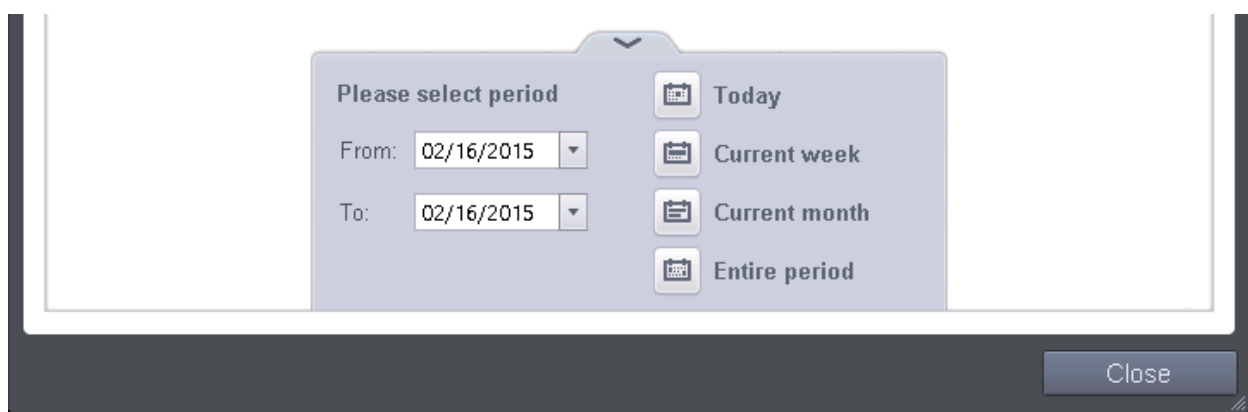 Please select period
From: 02/16/2015
To: 02/16/2015
Today
Current week
Current month
Entire period
Close